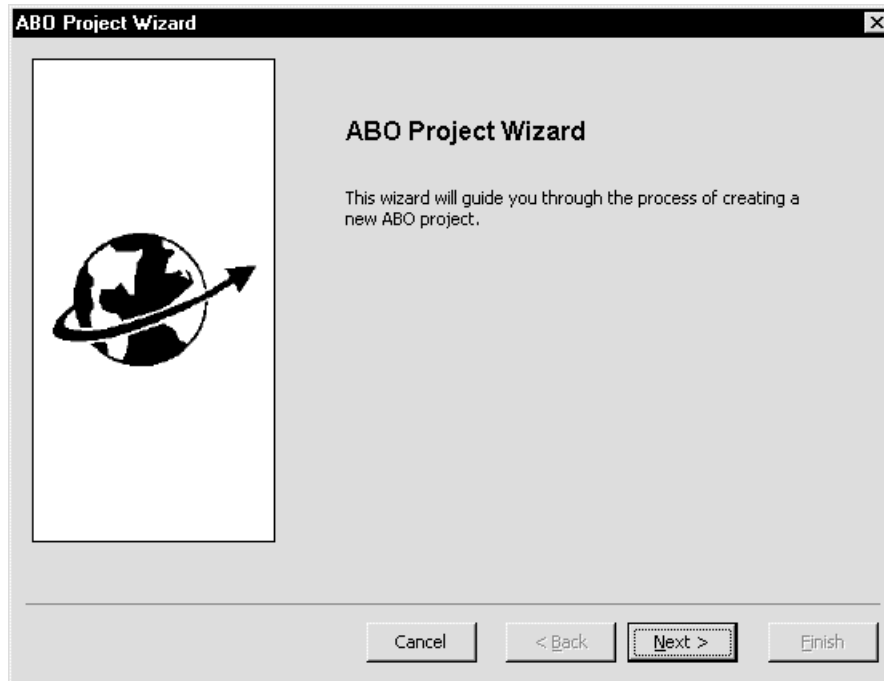 ABO Project Wizard
ABO Project Wizard
This wizard will guide you through the process of creating a
new ABO project.
Cancel
< Back
Next >
Finish